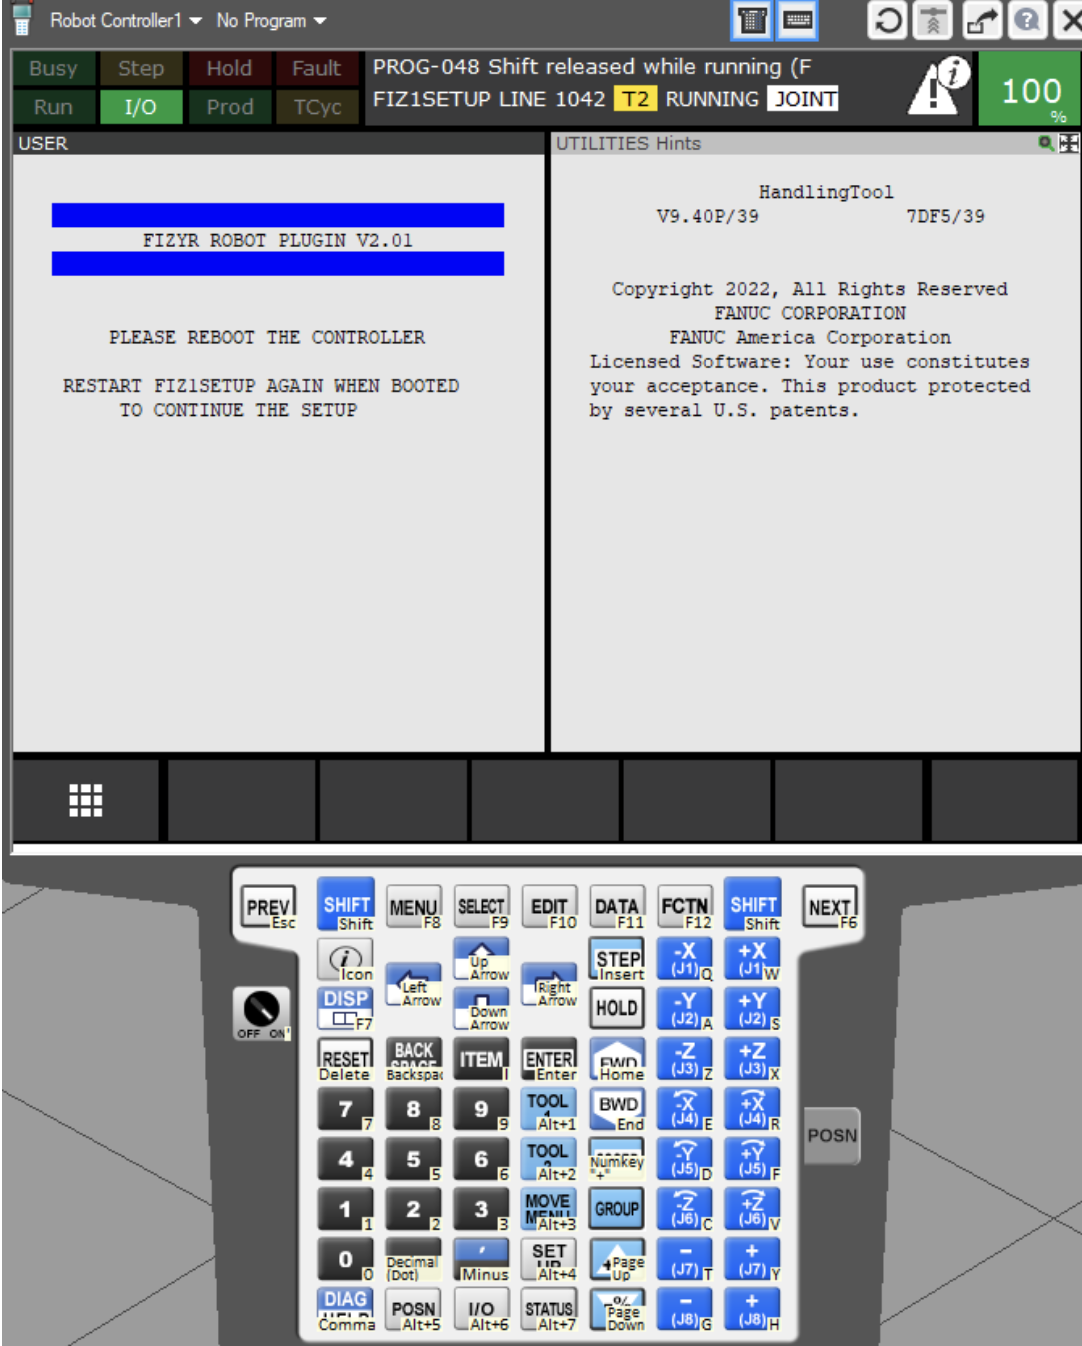 Robot Controller1 No Program
Busy Step Hold Fault
Run I/O Prod TCyc
PROG-048 Shift released while running (F
FIZ1SETUP LINE 1042 T2 RUNNING JOINT
100
%
USER
FIZYR ROBOT PLUGIN V2.01
PLEASE REBOOT THE CONTROLLER
RESTART FIZ1SETUP AGAIN WHEN BOOTED
TO CONTINUE THE SETUP
UTILITIES Hints
HandlingTool
V9.40P/39 7DF5/39
Copyright 2022, All Rights Reserved
FANUC CORPORATION
FANUC America Corporation
Licensed Software: Your use constitutes
your acceptance. This product protected
by several U.S. patents.
PREV Esc SHIFT Shift MENU F8 SELECT F9 EDIT F10 DATA F11 FCTN F12 SHIFT Shift NEXT F6
i Icon Up Arrow STEP Insert -X (J1) Q +X (J1) W
Left Arrow Right Arrow
DISP F7 Down Arrow HOLD -Y (J2) A +Y (J2) S
OFF ON
RESET Delete BACK Backspac ITEM I ENTER Enter FWD Home -Z (J3) Z +Z (J3) X
7 7 8 8 9 9 TOOL 1 Alt+1 BWD End -X (J4) E +X (J4) R
POSN
4 4 5 5 6 6 TOOL Alt+2 Numkey "+" -Y (J5) D +Y (J5) F
1 1 2 2 3 3 MOVE MENU Alt+3 GROUP -Z (J6) C +Z (J6) V
0 0 Decimal (Dot) , Minus SET UP Alt+4 Page Up - (J7) T + (J7) Y
DIAG Comma POSN Alt+5 I/O Alt+6 STATUS Alt+7 % Page Down - (J8) G + (J8) H